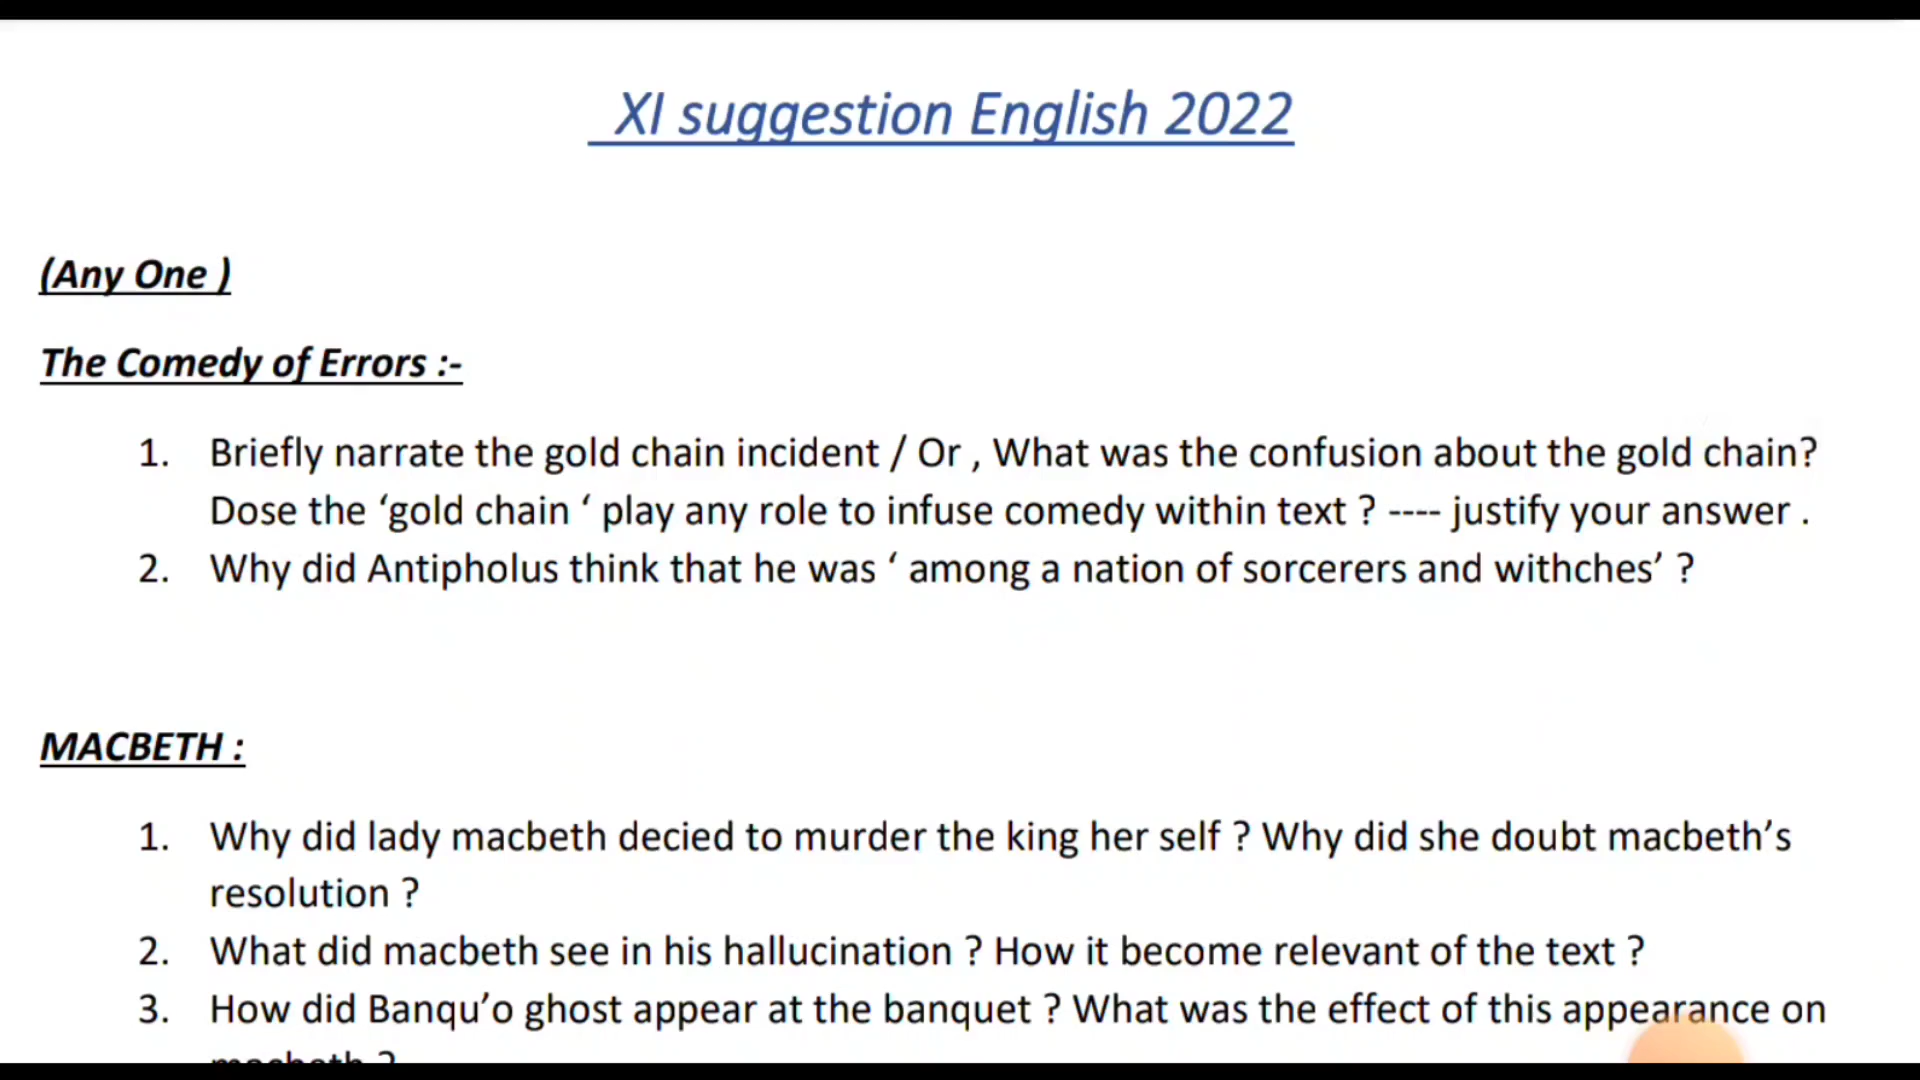 XI suggestion English 2022
(Any One )
The Comedy of Errors :-
1. Briefly narrate the gold chain incident / Or , What was the confusion about the gold chain?
Dose the ‘gold chain ‘ play any role to infuse comedy within text ? ---- justify your answer .
2. Why did Antipholus think that he was ‘ among a nation of sorcerers and withches’ ?
MACBETH :
1. Why did lady macbeth decied to murder the king her self ? Why did she doubt macbeth’s
resolution ?
2. What did macbeth see in his hallucination ? How it become relevant of the text ?
3. How did Banqu’o ghost appear at the banquet ? What was the effect of this appearance on
macbeth ?